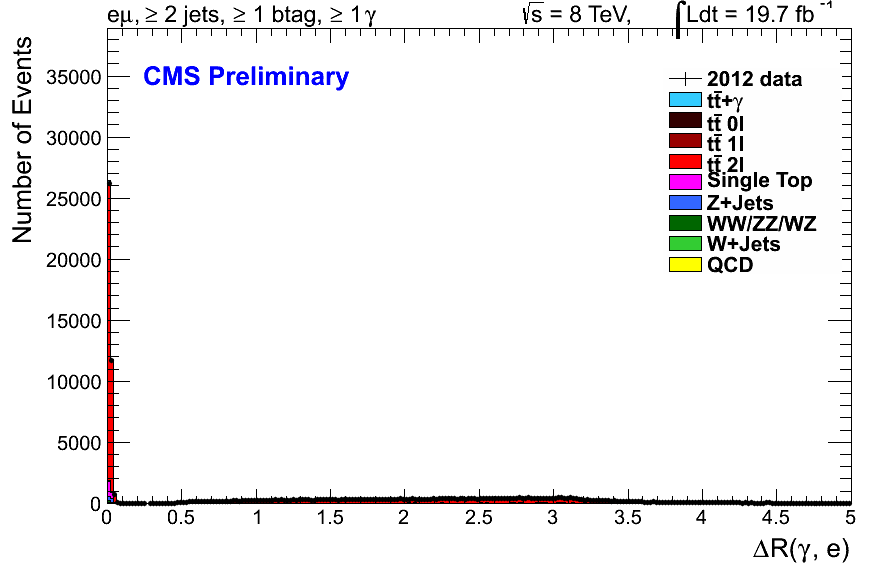 eμ, ≥ 2 jets, ≥ 1 btag, ≥ 1 γ √s = 8 TeV, ∫Ldt = 19.7 fb⁻¹
CMS Preliminary
Number of Events
35000
30000
25000
20000
15000
10000
5000
0
2012 data
tt̄+γ
tt̄ 0l
tt̄ 1l
tt̄ 2l
Single Top
Z+Jets
WW/ZZ/WZ
W+Jets
QCD
0 0.5 1 1.5 2 2.5 3 3.5 4 4.5 5
ΔR(γ, e)